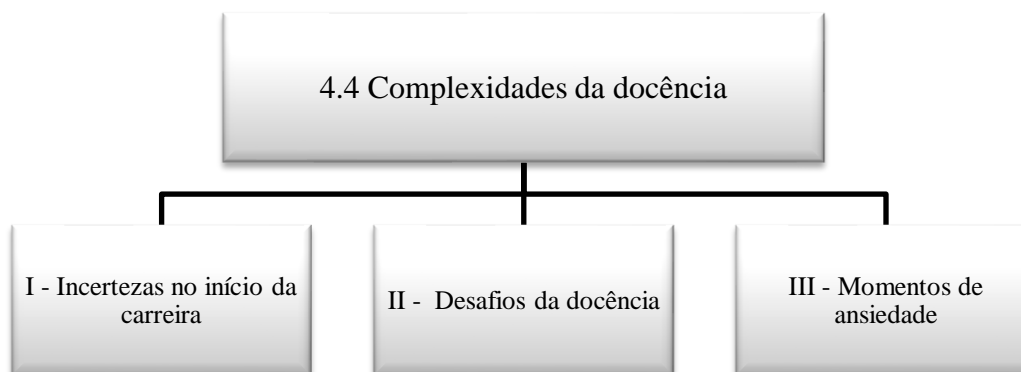 4.4 Complexidades da docência
I - Incertezas no início da
carreira
II - Desafios da docência
III - Momentos de
ansiedade